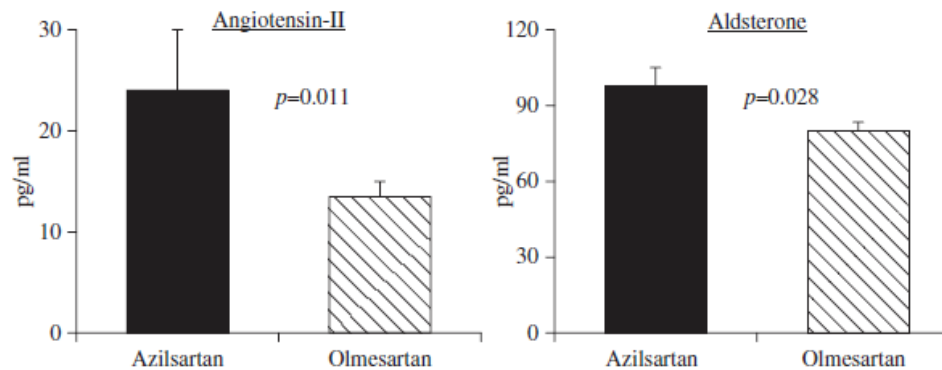 Angiotensin-II
30
20
10
0
pg/ml
p=0.011
Azilsartan
Olmesartan
Aldsterone
120
90
60
30
0
pg/ml
p=0.028
Azilsartan
Olmesartan